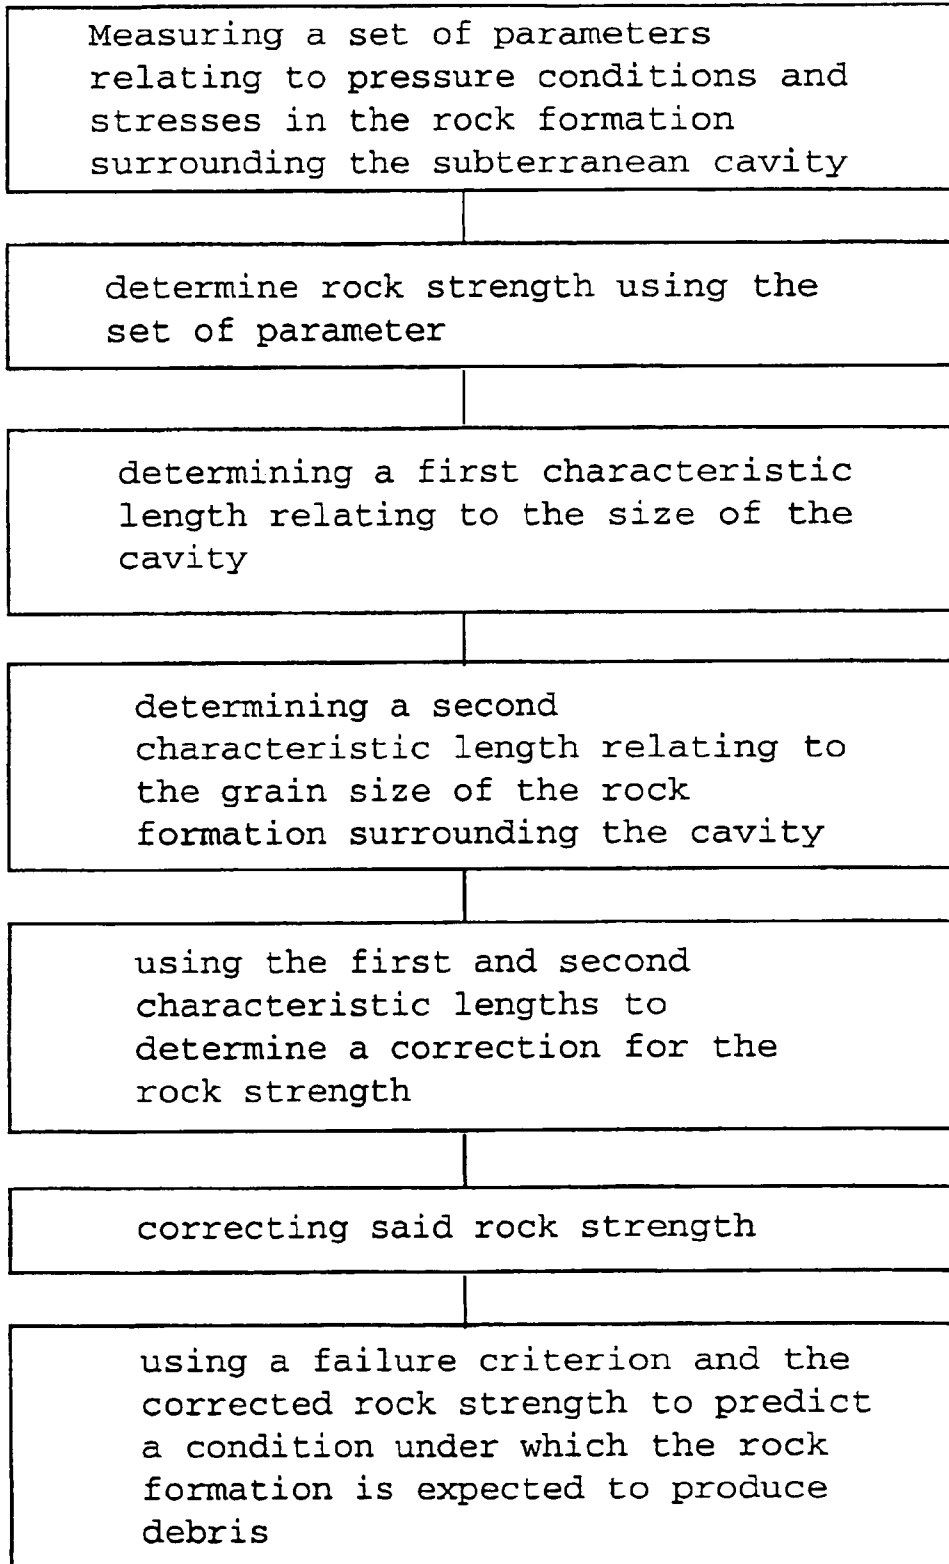 Measuring a set of parameters
relating to pressure conditions and
stresses in the rock formation
surrounding the subterranean cavity
determine rock strength using the
set of parameter
determining a first characteristic
length relating to the size of the
cavity
determining a second
characteristic length relating to
the grain size of the rock
formation surrounding the cavity
using the first and second
characteristic lengths to
determine a correction for the
rock strength
correcting said rock strength
using a failure criterion and the
corrected rock strength to predict
a condition under which the rock
formation is expected to produce
debris